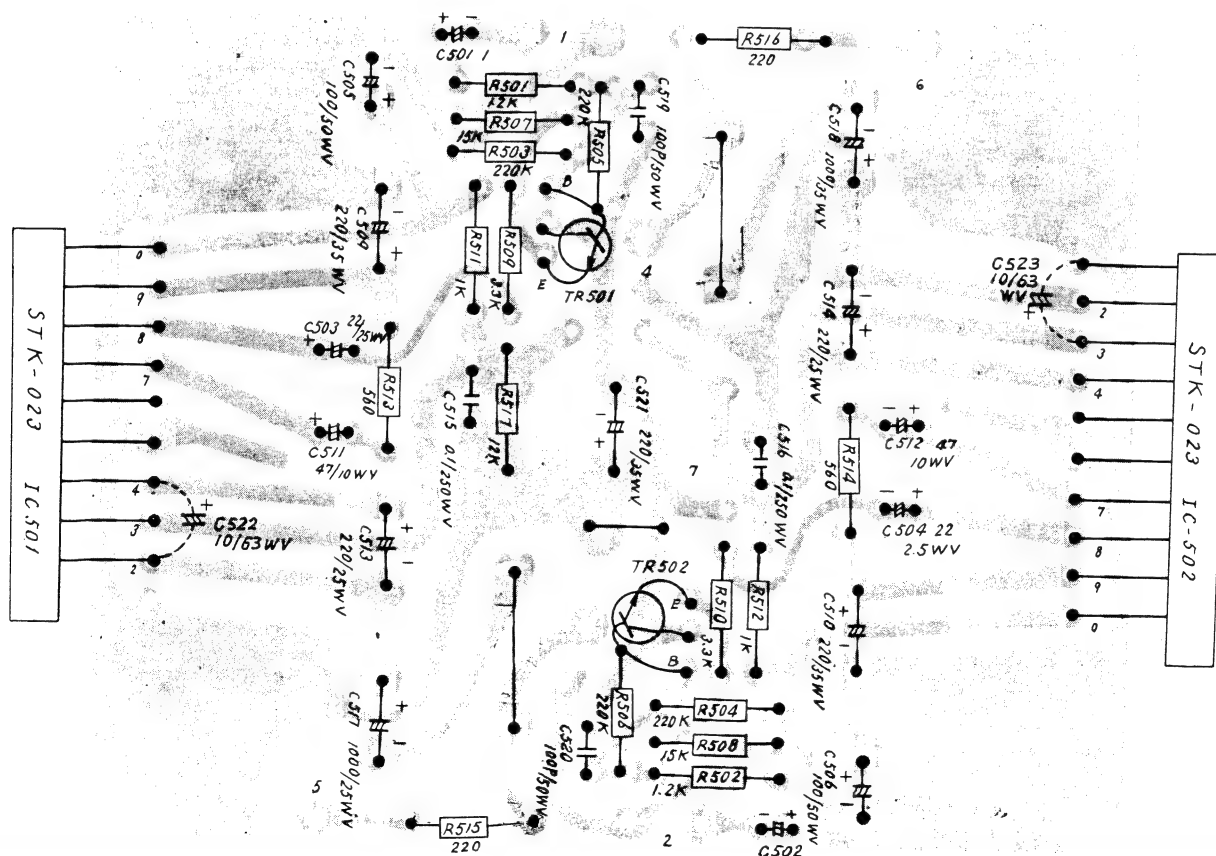 + -
C501 1
1
R516
220
6
C505
100/50WV
- +
R501
1.2K
R507
15K
R503
220K
220K
R505
C519
100P/50WV
C518
1000/35WV
- +
C509
220/35WV
- +
R511
1K
R509
3.3K
B
E
TR501
4
STK-023 IC501
0
9
8
7
4
3
2
C503 22/25WV
+ -
R513
560
C511
47/10WV
+ -
C515 0.1/250WV
R517
12K
C521 220/35WV
- +
7
C516 0.1/250WV
C514 220/25WV
- +
R514
560
C512 47
10WV
- +
C504 22
2.5WV
- +
C523
10/63
WV
+
2
3
4
7
8
9
0
STK-023 IC-502
C522
10/63WV
+
C513
220/25WV
+ -
TR502
E
B
R510
3.3K
R512
1K
C510 220/35WV
+ -
C517 1000/25WV
+ -
R506
220K
C520
100P/50WV
220K R504
15K R508
1.2K R502
C506
100/50WV
+ -
5
R515
220
2
- +
C502